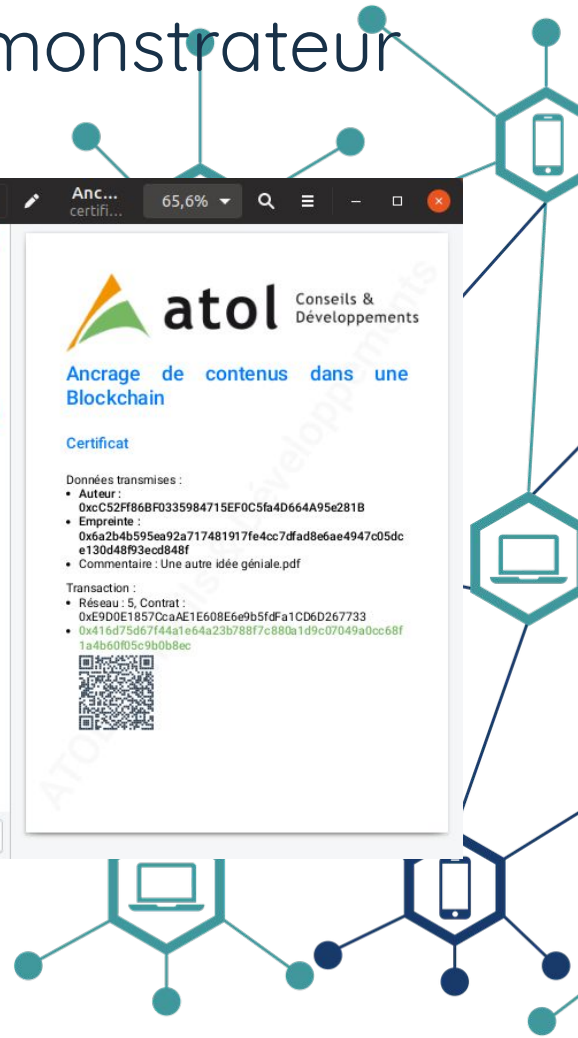 monstrateur
Anc...
certifi...
65,6%
atol
Conseils &
Développements
Ancrage de contenus dans une
Blockchain
Certificat
Données transmises :
• Auteur :
0xcC52Ff86BF0335984715EF0C5fa4D664A95e281B
• Empreinte :
0x6a2b4b595ea92a717481917fe4cc7dfad8e6ae4947c05dc
e130d48f93ecd848f
• Commentaire : Une autre idée géniale.pdf
Transaction :
• Réseau : 5, Contrat :
0xE9D0E1857CcaAE1E608E6e9b5fdFa1CD6D267733
• 0x416d75d67f44a1e64a23b788f7c880a1d9c07049a0cc68f
1a4b60f05c9b0b8ec